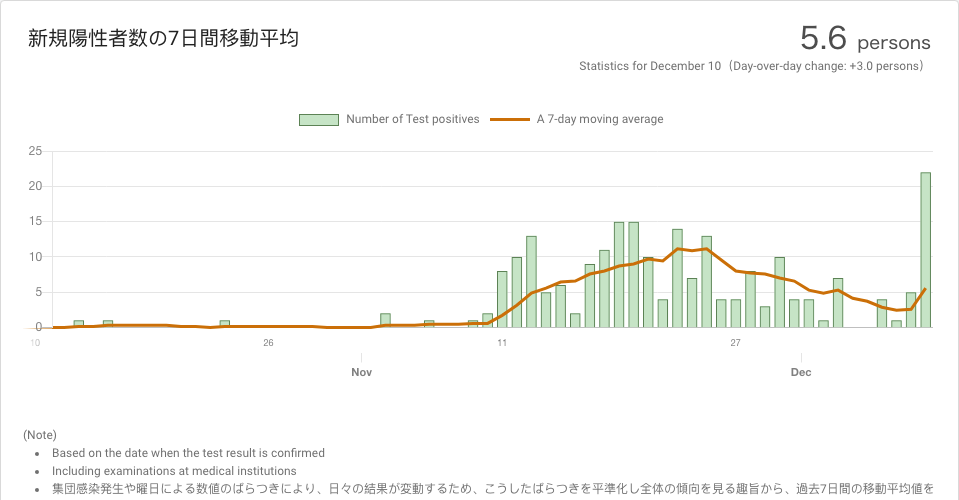 新規陽性者数の7日間移動平均
5.6 persons
Statistics for December 10（Day-over-day change: +3.0 persons）
Number of Test positives
A 7-day moving average
25
20
15
10
5
0
10
26
11
27
Nov
Dec
(Note)
• Based on the date when the test result is confirmed
• Including examinations at medical institutions
• 集団感染発生や曜日による数値のばらつきにより、日々の結果が変動するため、こうしたばらつきを平準化し全体の傾向を見る趣旨から、過去7日間の移動平均値を